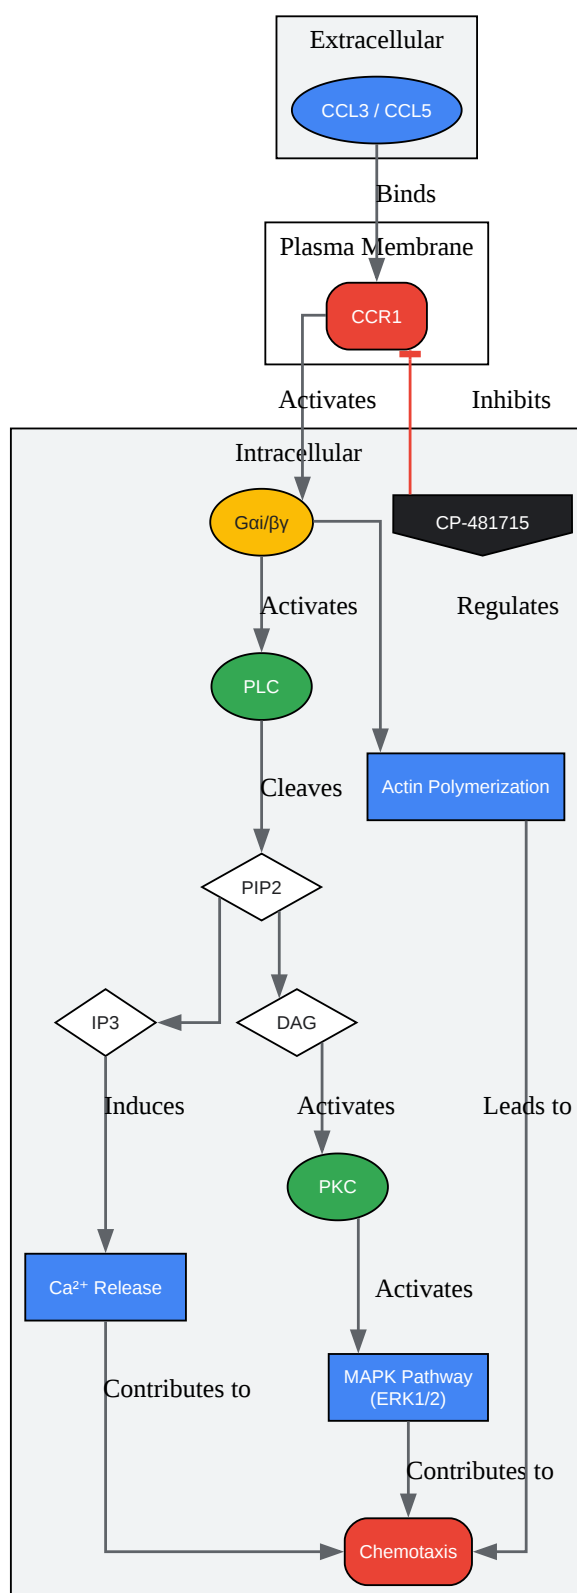 Extracellular
CCL3 / CCL5
Binds
Plasma Membrane
CCR1
Activates
Inhibits
Intracellular
Gαi/βγ
CP-481715
Activates
Regulates
PLC
Cleaves
Actin Polymerization
PIP2
IP3
DAG
Induces
Activates
Leads to
PKC
Ca²⁺ Release
Activates
MAPK Pathway
(ERK1/2)
Contributes to
Contributes to
Chemotaxis